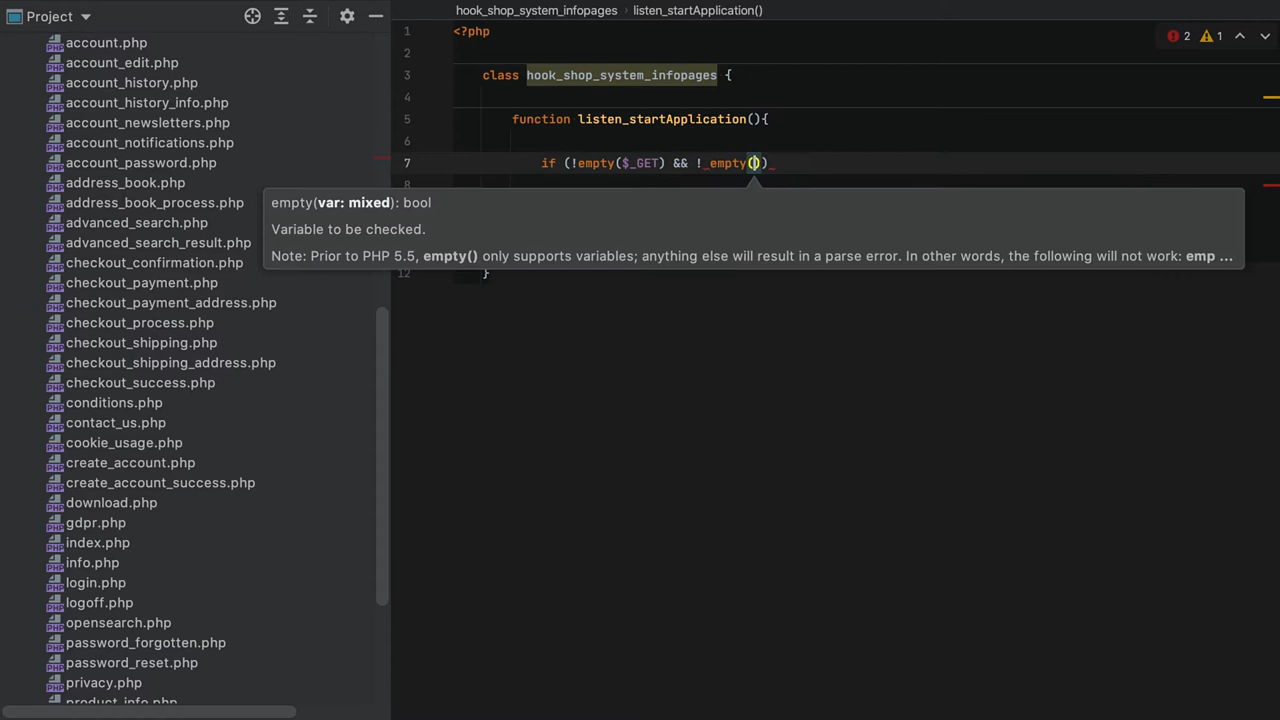 Project
account.php
account_edit.php
account_history.php
account_history_info.php
account_newsletters.php
account_notifications.php
account_password.php
address_book.php
address_book_process.php
advanced_search.php
advanced_search_result.php
checkout_confirmation.php
checkout_payment.php
checkout_payment_address.php
checkout_process.php
checkout_shipping.php
checkout_shipping_address.php
checkout_success.php
conditions.php
contact_us.php
cookie_usage.php
create_account.php
create_account_success.php
download.php
gdpr.php
index.php
info.php
login.php
logoff.php
opensearch.php
password_forgotten.php
password_reset.php
privacy.php
product_info.php
hook_shop_system_infopages › listen_startApplication()
2 1
1 <?php
2
3 class hook_shop_system_infopages {
4
5 function listen_startApplication(){
6
7 if (!empty($_GET) && !_empty())
8
empty(var: mixed): bool
Variable to be checked.
Note: Prior to PHP 5.5, empty() only supports variables; anything else will result in a parse error. In other words, the following will not work: emp ...
12 }